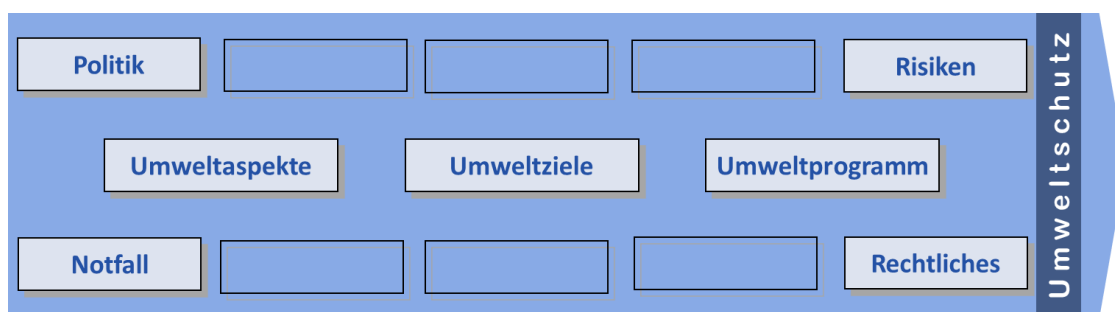 Politik
Risiken
Umweltaspekte
Umweltziele
Umweltprogramm
Notfall
Rechtliches
Umweltschutz